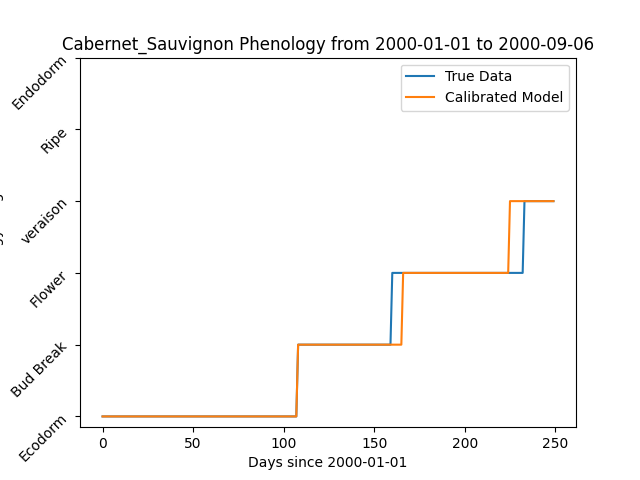 Cabernet_Sauvignon Phenology from 2000-01-01 to 2000-09-06
True Data
Calibrated Model
Endodorm
Ripe
veraison
Flower
Bud Break
Ecodorm
0 50 100 150 200 250
Days since 2000-01-01